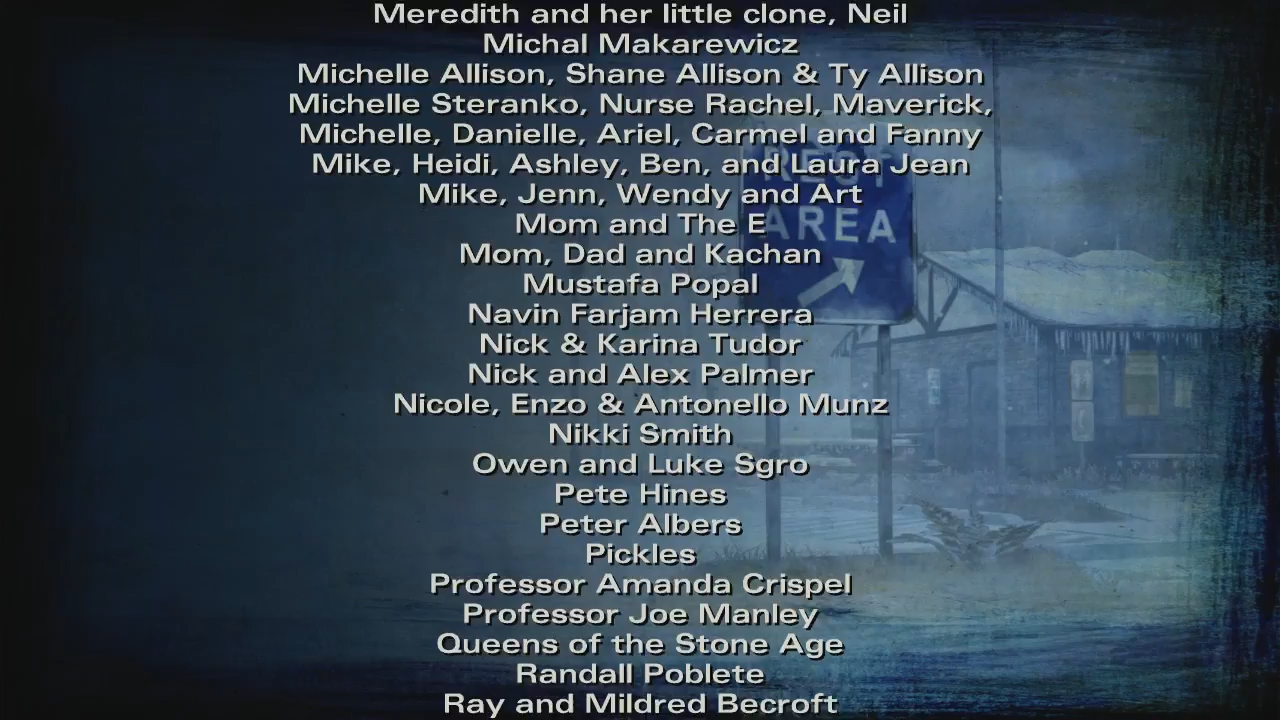 Meredith and her little clone, Neil
Michal Makarewicz
Michelle Allison, Shane Allison & Ty Allison
Michelle Steranko, Nurse Rachel, Maverick,
Michelle, Danielle, Ariel, Carmel and Fanny
Mike, Heidi, Ashley, Ben, and Laura Jean
Mike, Jenn, Wendy and Art
Mom and The E
Mom, Dad and Kachan
Mustafa Popal
Navin Farjam Herrera
Nick & Karina Tudor
Nick and Alex Palmer
Nicole, Enzo & Antonello Munz
Nikki Smith
Owen and Luke Sgro
Pete Hines
Peter Albers
Pickles
Professor Amanda Crispel
Professor Joe Manley
Queens of the Stone Age
Randall Poblete
Ray and Mildred Becroft
REST
AREA